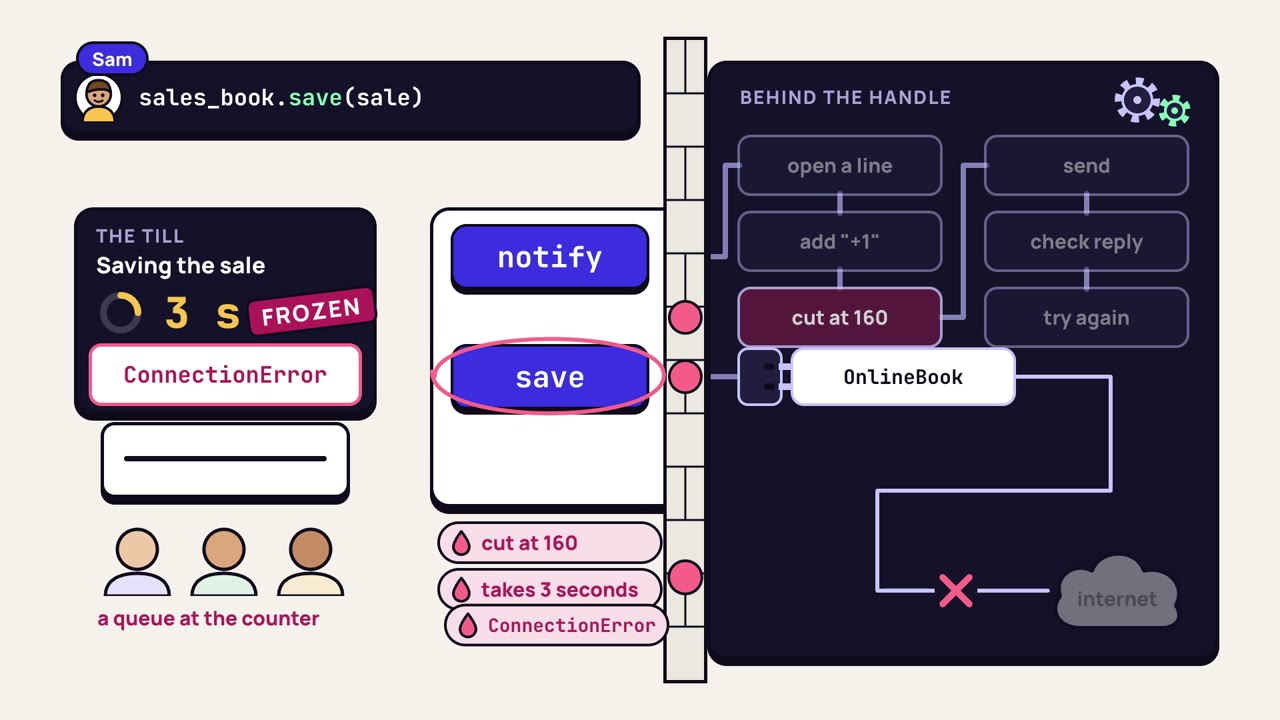 Sam
sales_book.save(sale)
THE TILL
Saving the sale
3 s
FROZEN
ConnectionError
a queue at the counter
notify
save
cut at 160
takes 3 seconds
ConnectionError
BEHIND THE HANDLE
open a line
add "+1"
cut at 160
send
check reply
try again
OnlineBook
internet